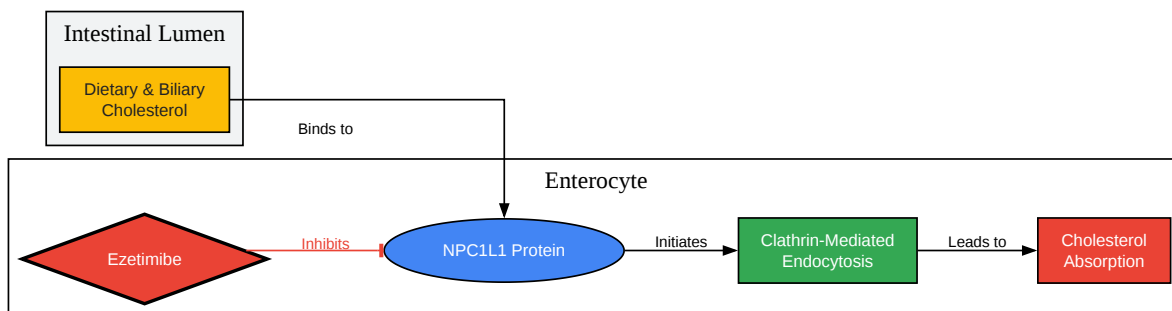 Intestinal Lumen
Dietary & Biliary
Cholesterol
Binds to
Enterocyte
Ezetimibe
Inhibits
NPC1L1 Protein
Initiates
Clathrin-Mediated
Endocytosis
Leads to
Cholesterol
Absorption